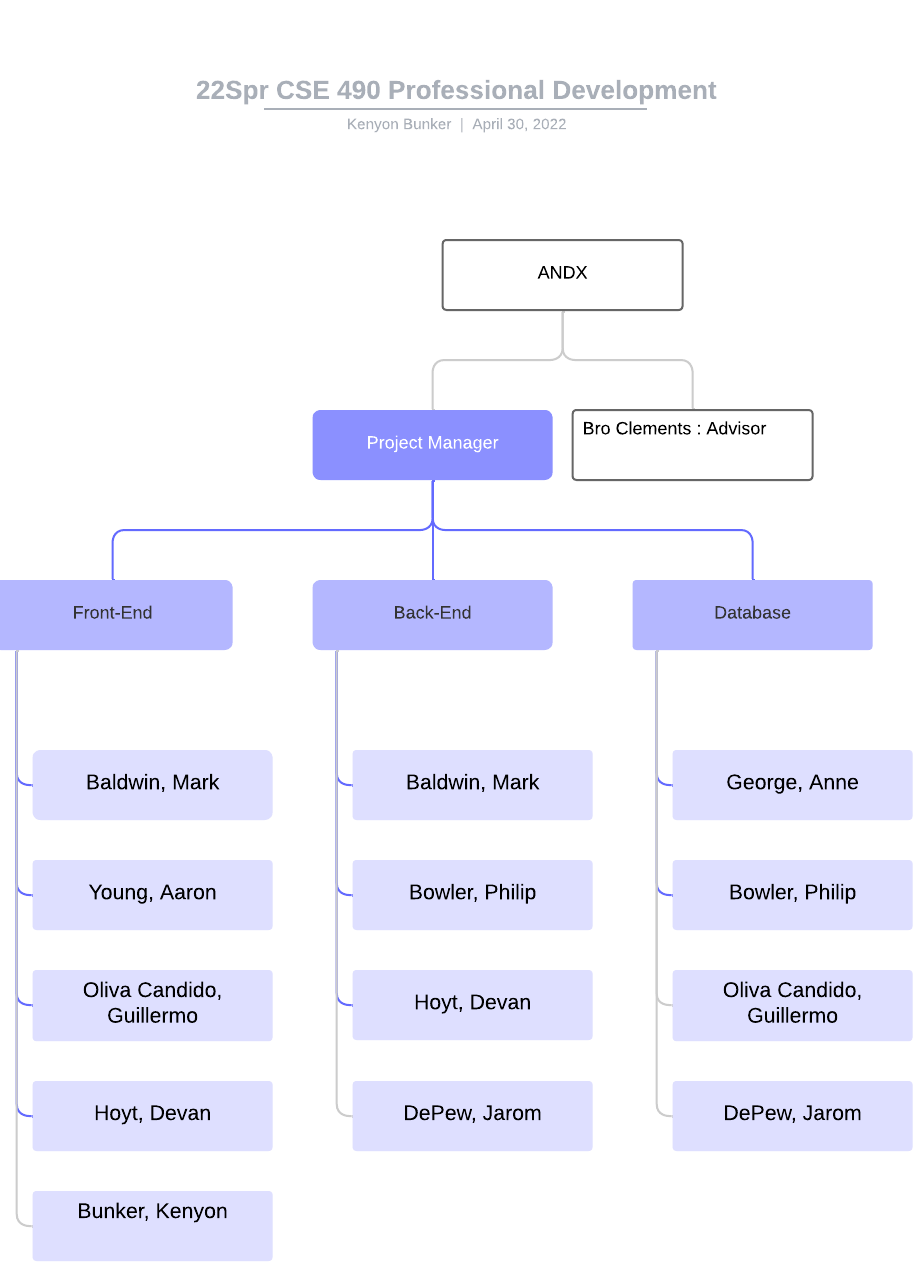 22Spr CSE 490 Professional Development
Kenyon Bunker | April 30, 2022
ANDX
Project Manager
Bro Clements : Advisor
Front-End
Back-End
Database
Baldwin, Mark
Baldwin, Mark
George, Anne
Young, Aaron
Bowler, Philip
Bowler, Philip
Oliva Candido,
Guillermo
Hoyt, Devan
Oliva Candido,
Guillermo
Hoyt, Devan
DePew, Jarom
DePew, Jarom
Bunker, Kenyon